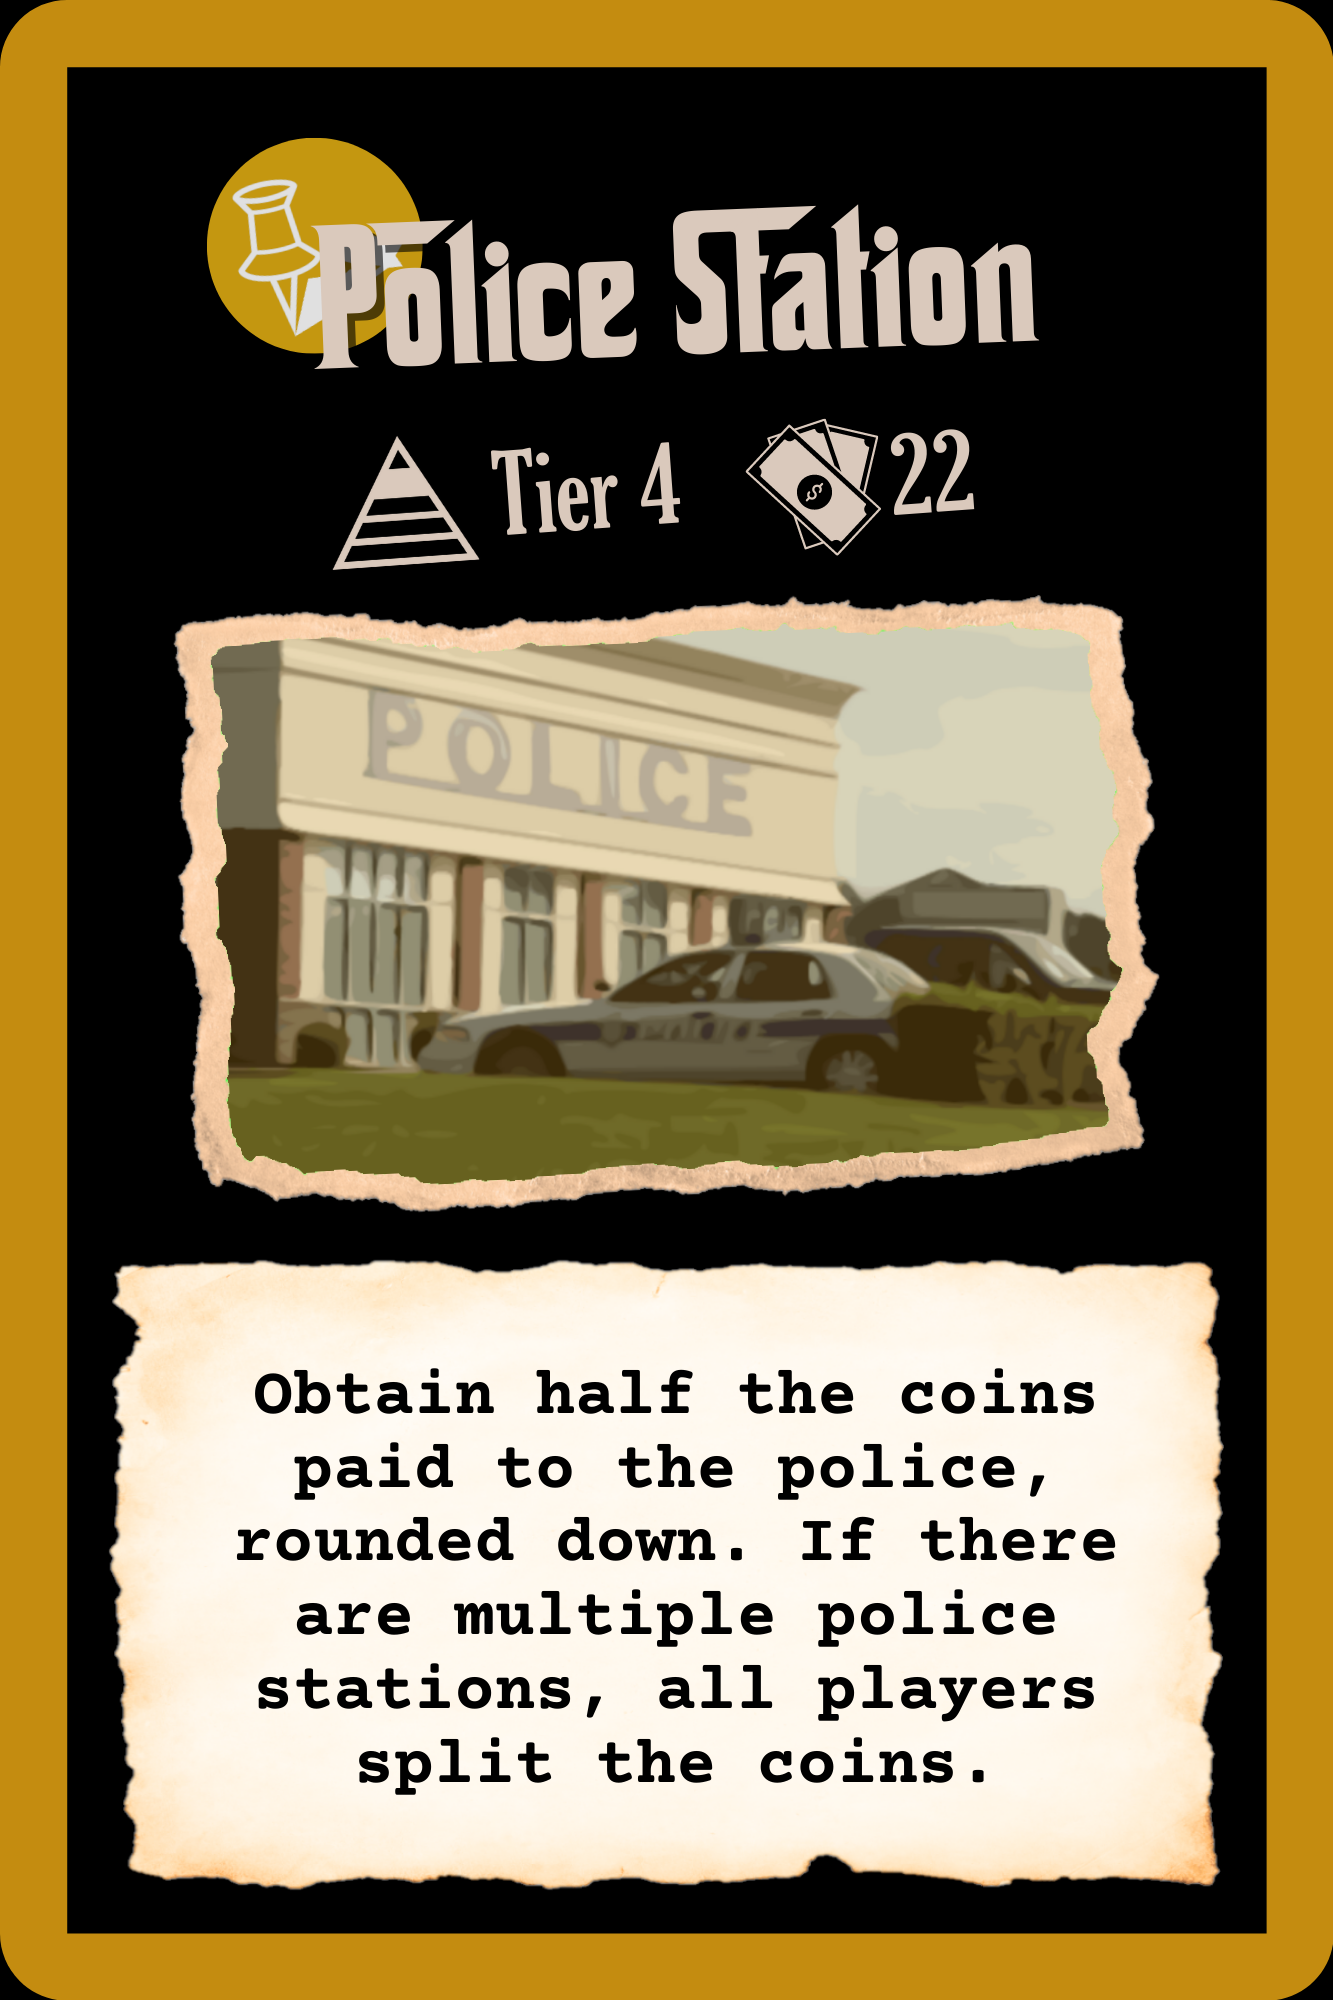 Police Station
Tier 4 22
POLICE
Obtain half the coins
paid to the police,
rounded down. If there
are multiple police
stations, all players
split the coins.